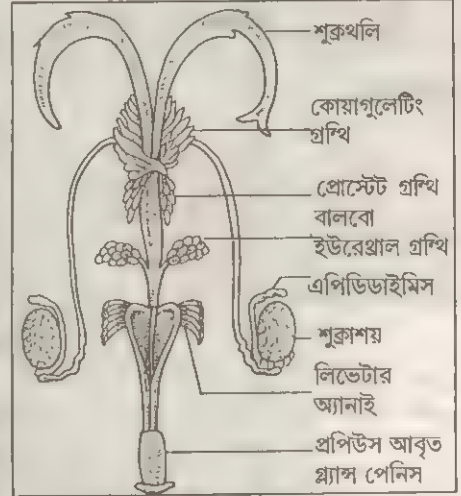 শুক্রথলি
কোয়াগুলেটিং
গ্রন্থি
প্রোস্টেট গ্রন্থি
বালবো
ইউরেথ্রাল গ্রন্থি
এপিডিডাইমিস
শুক্রাশয়
লিভেটার
অ্যানাই
প্রপিউস আবৃত
গ্ল্যান্স পেনিস